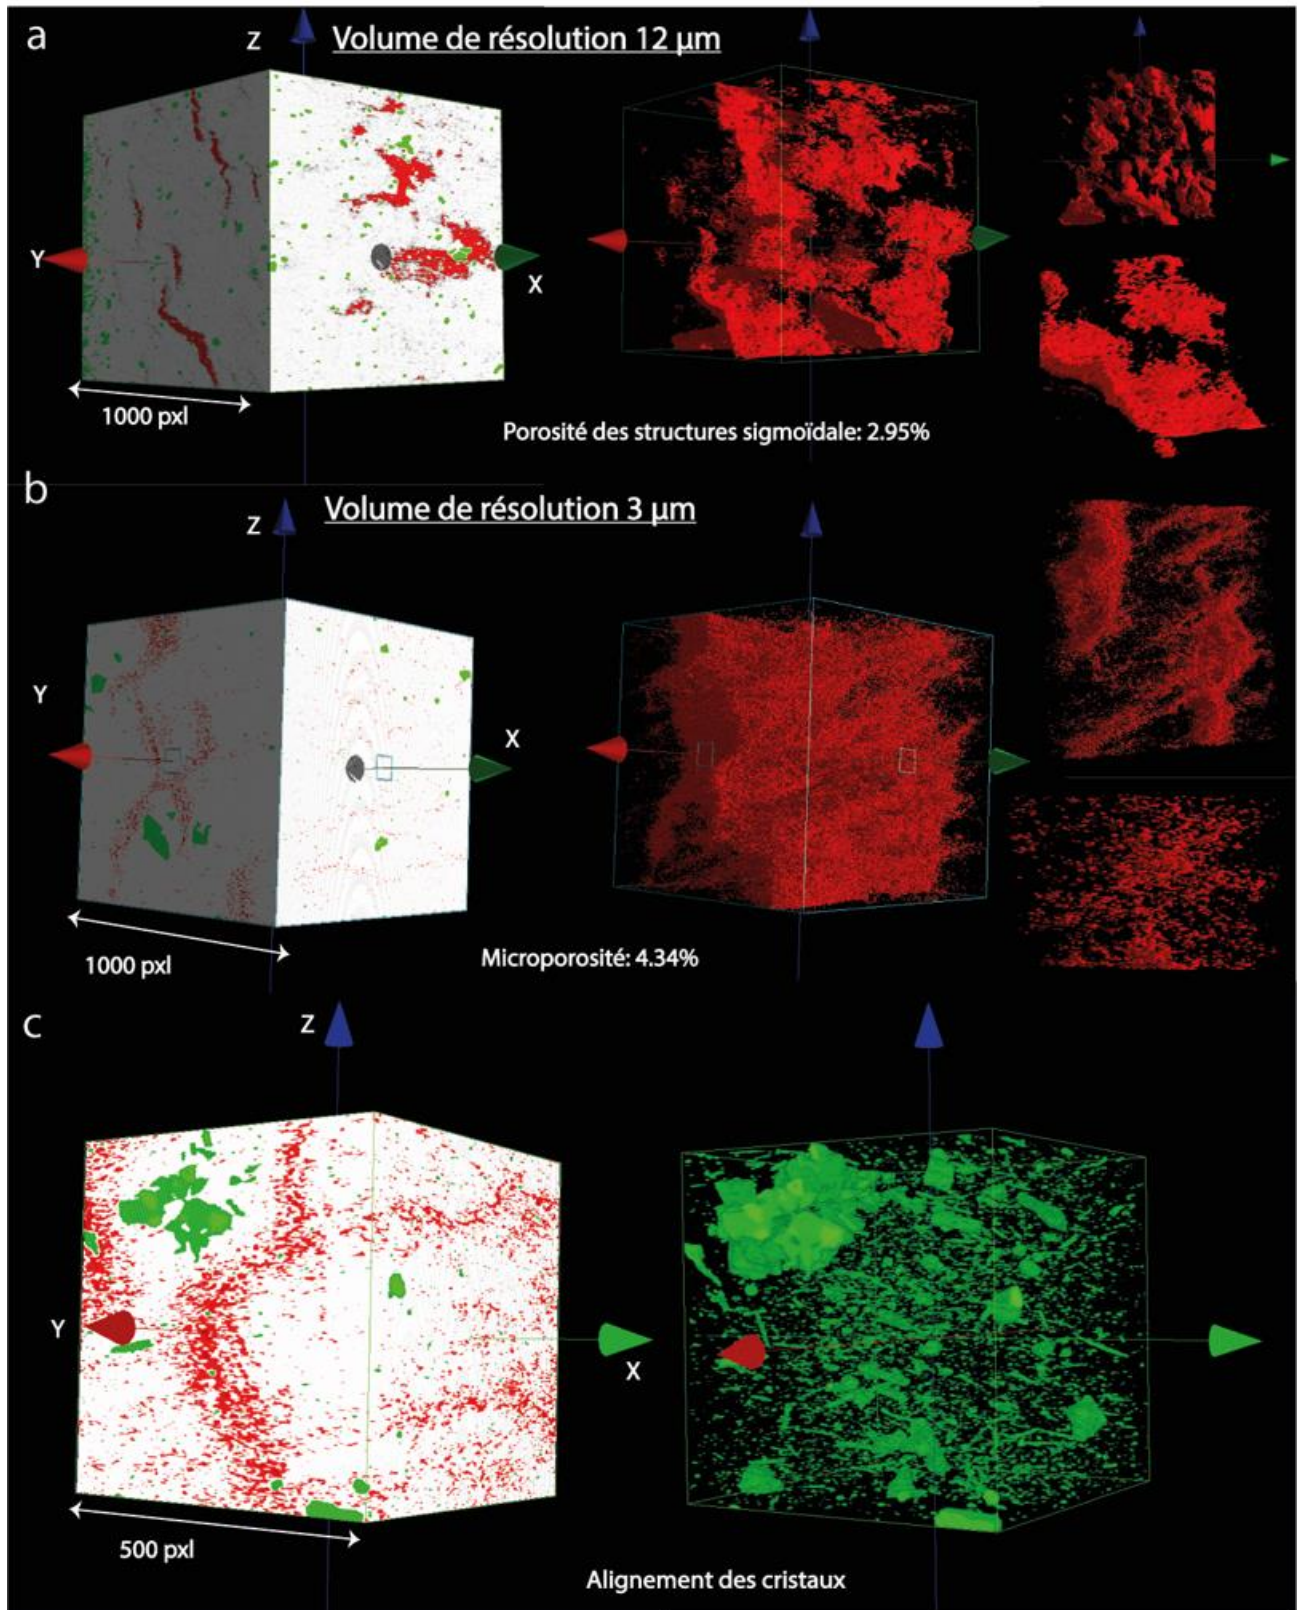 a
Z
Volume de résolution 12 µm
Y
X
1000 pxl
Porosité des structures sigmoïdale: 2.95%
b
Z
Volume de résolution 3 µm
Y
X
1000 pxl
Microporosité: 4.34%
c
Z
Y
X
500 pxl
Alignement des cristaux